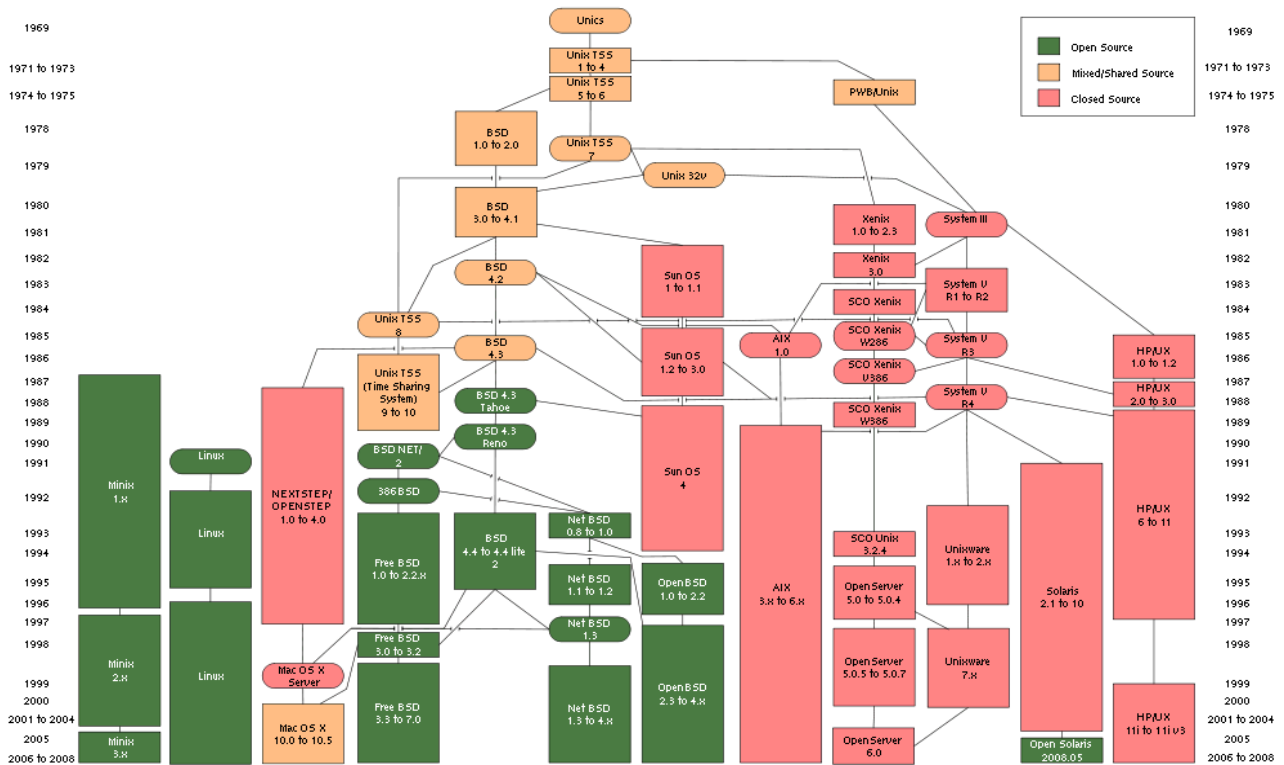 1969
1971 to 1973
1974 to 1975
1978
1979
1980
1981
1982
1983
1984
1985
1986
1987
1988
1989
1990
1991
1992
1993
1994
1995
1996
1997
1998
1999
2000
2001 to 2004
2005
2006 to 2008
Unics
Unix TSS
1 to 4
Unix TSS
5 to 6
PWB/Unix
BSD
1.0 to 2.0
Unix TSS
7
Unix 32v
BSD
3.0 to 4.1
Xenix
1.0 to 2.3
System III
Sun OS
1 to 1.1
Xenix
3.0
BSD
4.2
System V
R1 to R2
SCO Xenix
Unix TSS
8
SCO Xenix
W286
AIX
1.0
System V
R3
BSD
4.3
Sun OS
1.2 to 3.0
HP/UX
1.0 to 1.2
Unix TSS
(Time Sharing
System)
9 to 10
SCO Xenix
V386
HP/UX
2.0 to 3.0
BSD 4.3
Tahoe
System V
R4
SCO Xenix
W386
BSD 4.3
Reno
BSD NET/
2
Linux
Minix
1.x
NEXTSTEP/
OPENSTEP
1.0 to 4.0
386 BSD
Sun OS
4
HP/UX
6 to 11
Linux
Free BSD
1.0 to 2.2.x
BSD
4.4 to 4.4 lite
2
Net BSD
0.8 to 1.0
SCO Unix
3.2.4
Unixware
1.x to 2.x
Net BSD
1.1 to 1.2
Open BSD
1.0 to 2.2
AIX
3.x to 6.x
OpenServer
5.0 to 5.0.4
Solaris
2.1 to 10
Net BSD
1.3
Free BSD
3.0 to 3.2
Minix
2.x
Linux
Mac OS X
Server
Open BSD
2.3 to 4.x
OpenServer
5.0.5 to 5.0.7
Unixware
7.x
Free BSD
3.3 to 7.0
Net BSD
1.3 to 4.x
Mac OS X
10.0 to 10.5
HP/UX
11i to 11i v3
Minix
3.x
OpenServer
6.0
Open Solaris
2008.05
Open Source
Mixed/Shared Source
Closed Source
1969
1971 to 1973
1974 to 1975
1978
1979
1980
1981
1982
1983
1984
1985
1986
1987
1988
1989
1990
1991
1992
1993
1994
1995
1996
1997
1998
1999
2000
2001 to 2004
2005
2006 to 2008